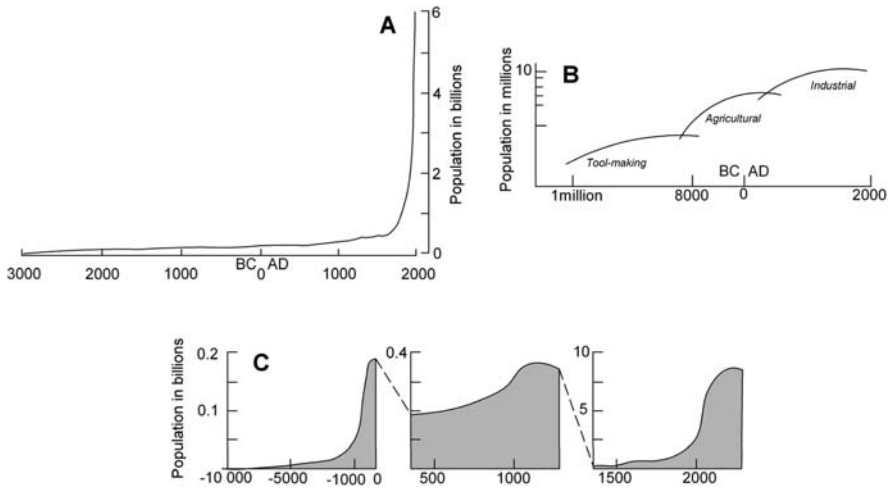 A
Population in billions
6
4
2
0
3000 2000 1000 BC 0 AD 1000 2000
B
Population in millions
10
Tool-making
Agricultural
Industrial
BC AD
1million 8000 0 2000
C
Population in billions
0.2
0.1
-10 000 -5000 -1000 0
0.4
500 1000
10
5
1500 2000